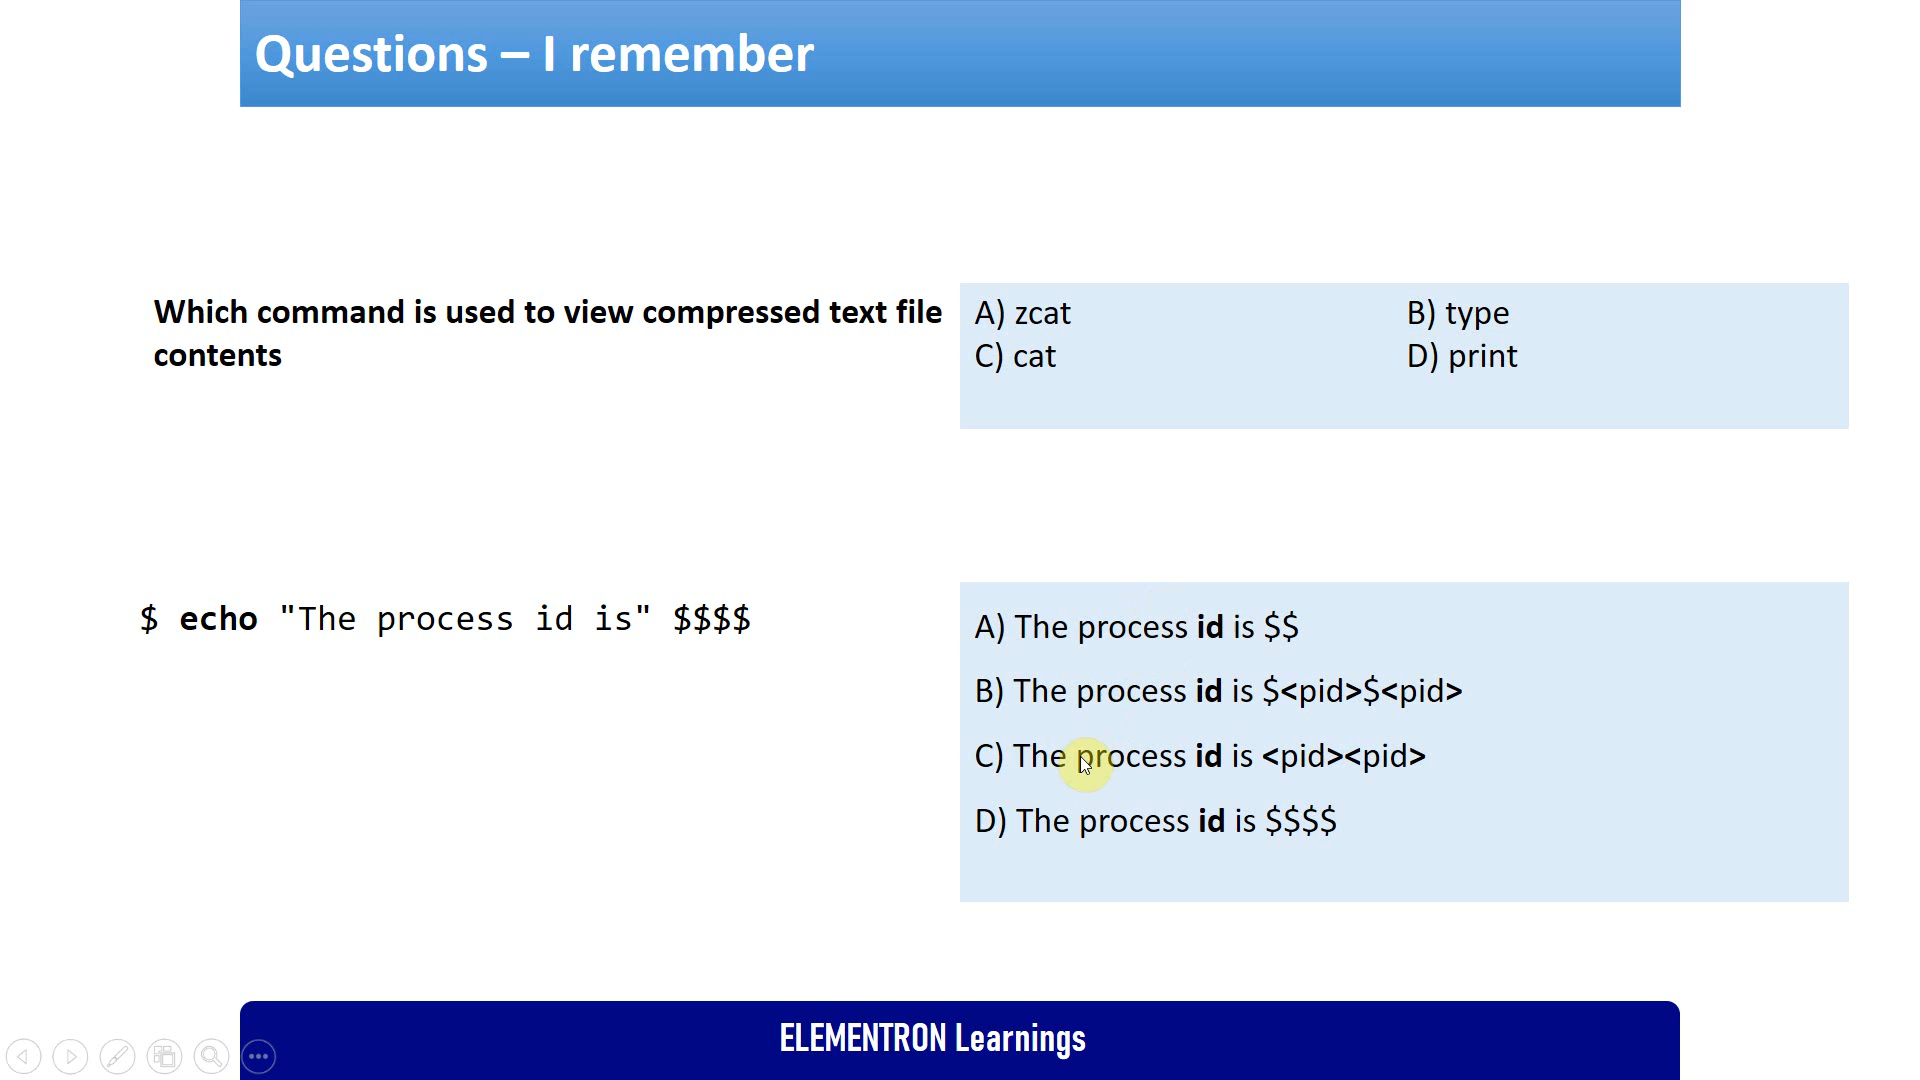 Questions – I remember
Which command is used to view compressed text file
contents
A) zcat B) type
C) cat D) print
$ echo "The process id is" $$$$
A) The process id is $$
B) The process id is $<pid>$<pid>
C) The process id is <pid><pid>
D) The process id is $$$$
ELEMENTRON Learnings